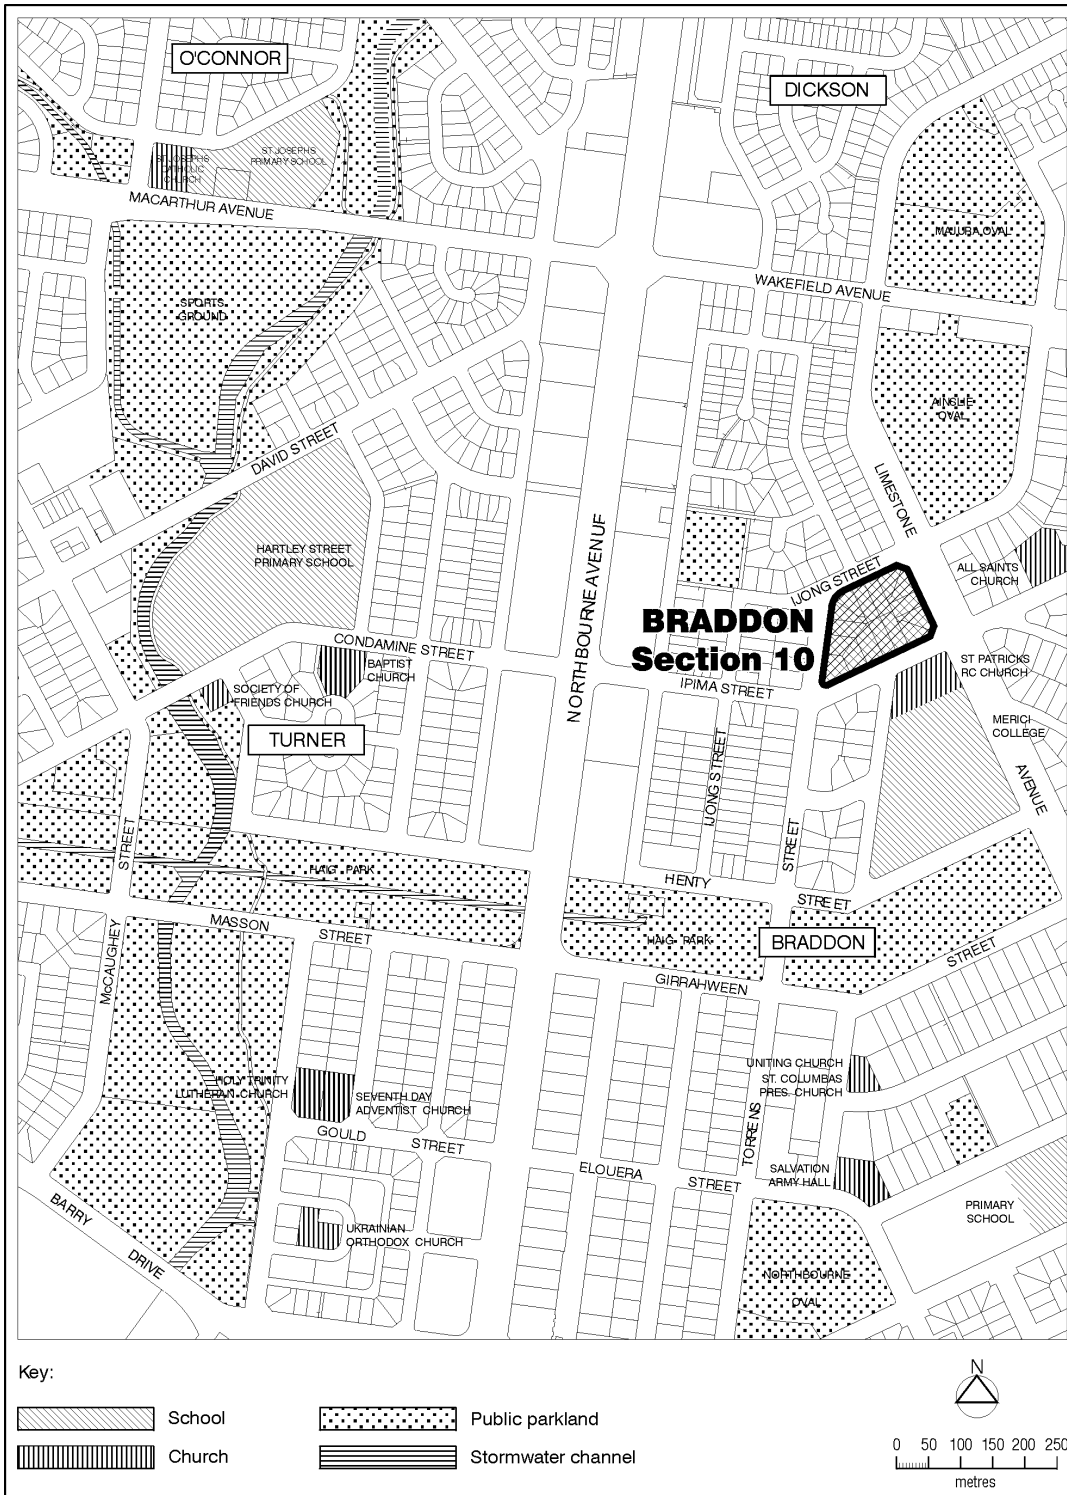 O'CONNOR
DICKSON
ST JOSEPHS
CATHOLIC
CHURCH
ST JOSEPHS
PRIMARY SCHOOL
MACARTHUR AVENUE
MAJURA OVAL
WAKEFIELD AVENUE
SPORTS
GROUND
AINSLIE
OVAL
DAVID STREET
LIMESTONE
HARTLEY STREET
PRIMARY SCHOOL
NORTHBOURNE AVENUE
ALL SAINTS
CHURCH
IJONG STREET
BRADDON
Section 10
CONDAMINE STREET
BAPTIST
CHURCH
ST PATRICKS
RC CHURCH
IPIMA STREET
SOCIETY OF
FRIENDS CHURCH
MERICI
COLLEGE
TURNER
IJONG STREET
AVENUE
STREET
STREET
HAIG PARK
HENTY
STREET
MASSON
STREET
HAIG PARK
BRADDON
STREET
McCAUGHEY
GIRRAHWEEN
UNITING CHURCH
ST. COLUMBAS
PRES. CHURCH
HOLY TRINITY
LUTHERAN CHURCH
SEVENTH DAY
ADVENTIST CHURCH
TORRENS
GOULD
STREET
ELOUERA
STREET
SALVATION
ARMY HALL
PRIMARY
SCHOOL
BARRY
DRIVE
UKRAINIAN
ORTHODOX CHURCH
NORTHBOURNE
OVAL
Key:
School
Public parkland
Church
Stormwater channel
N
0 50 100 150 200 250
metres